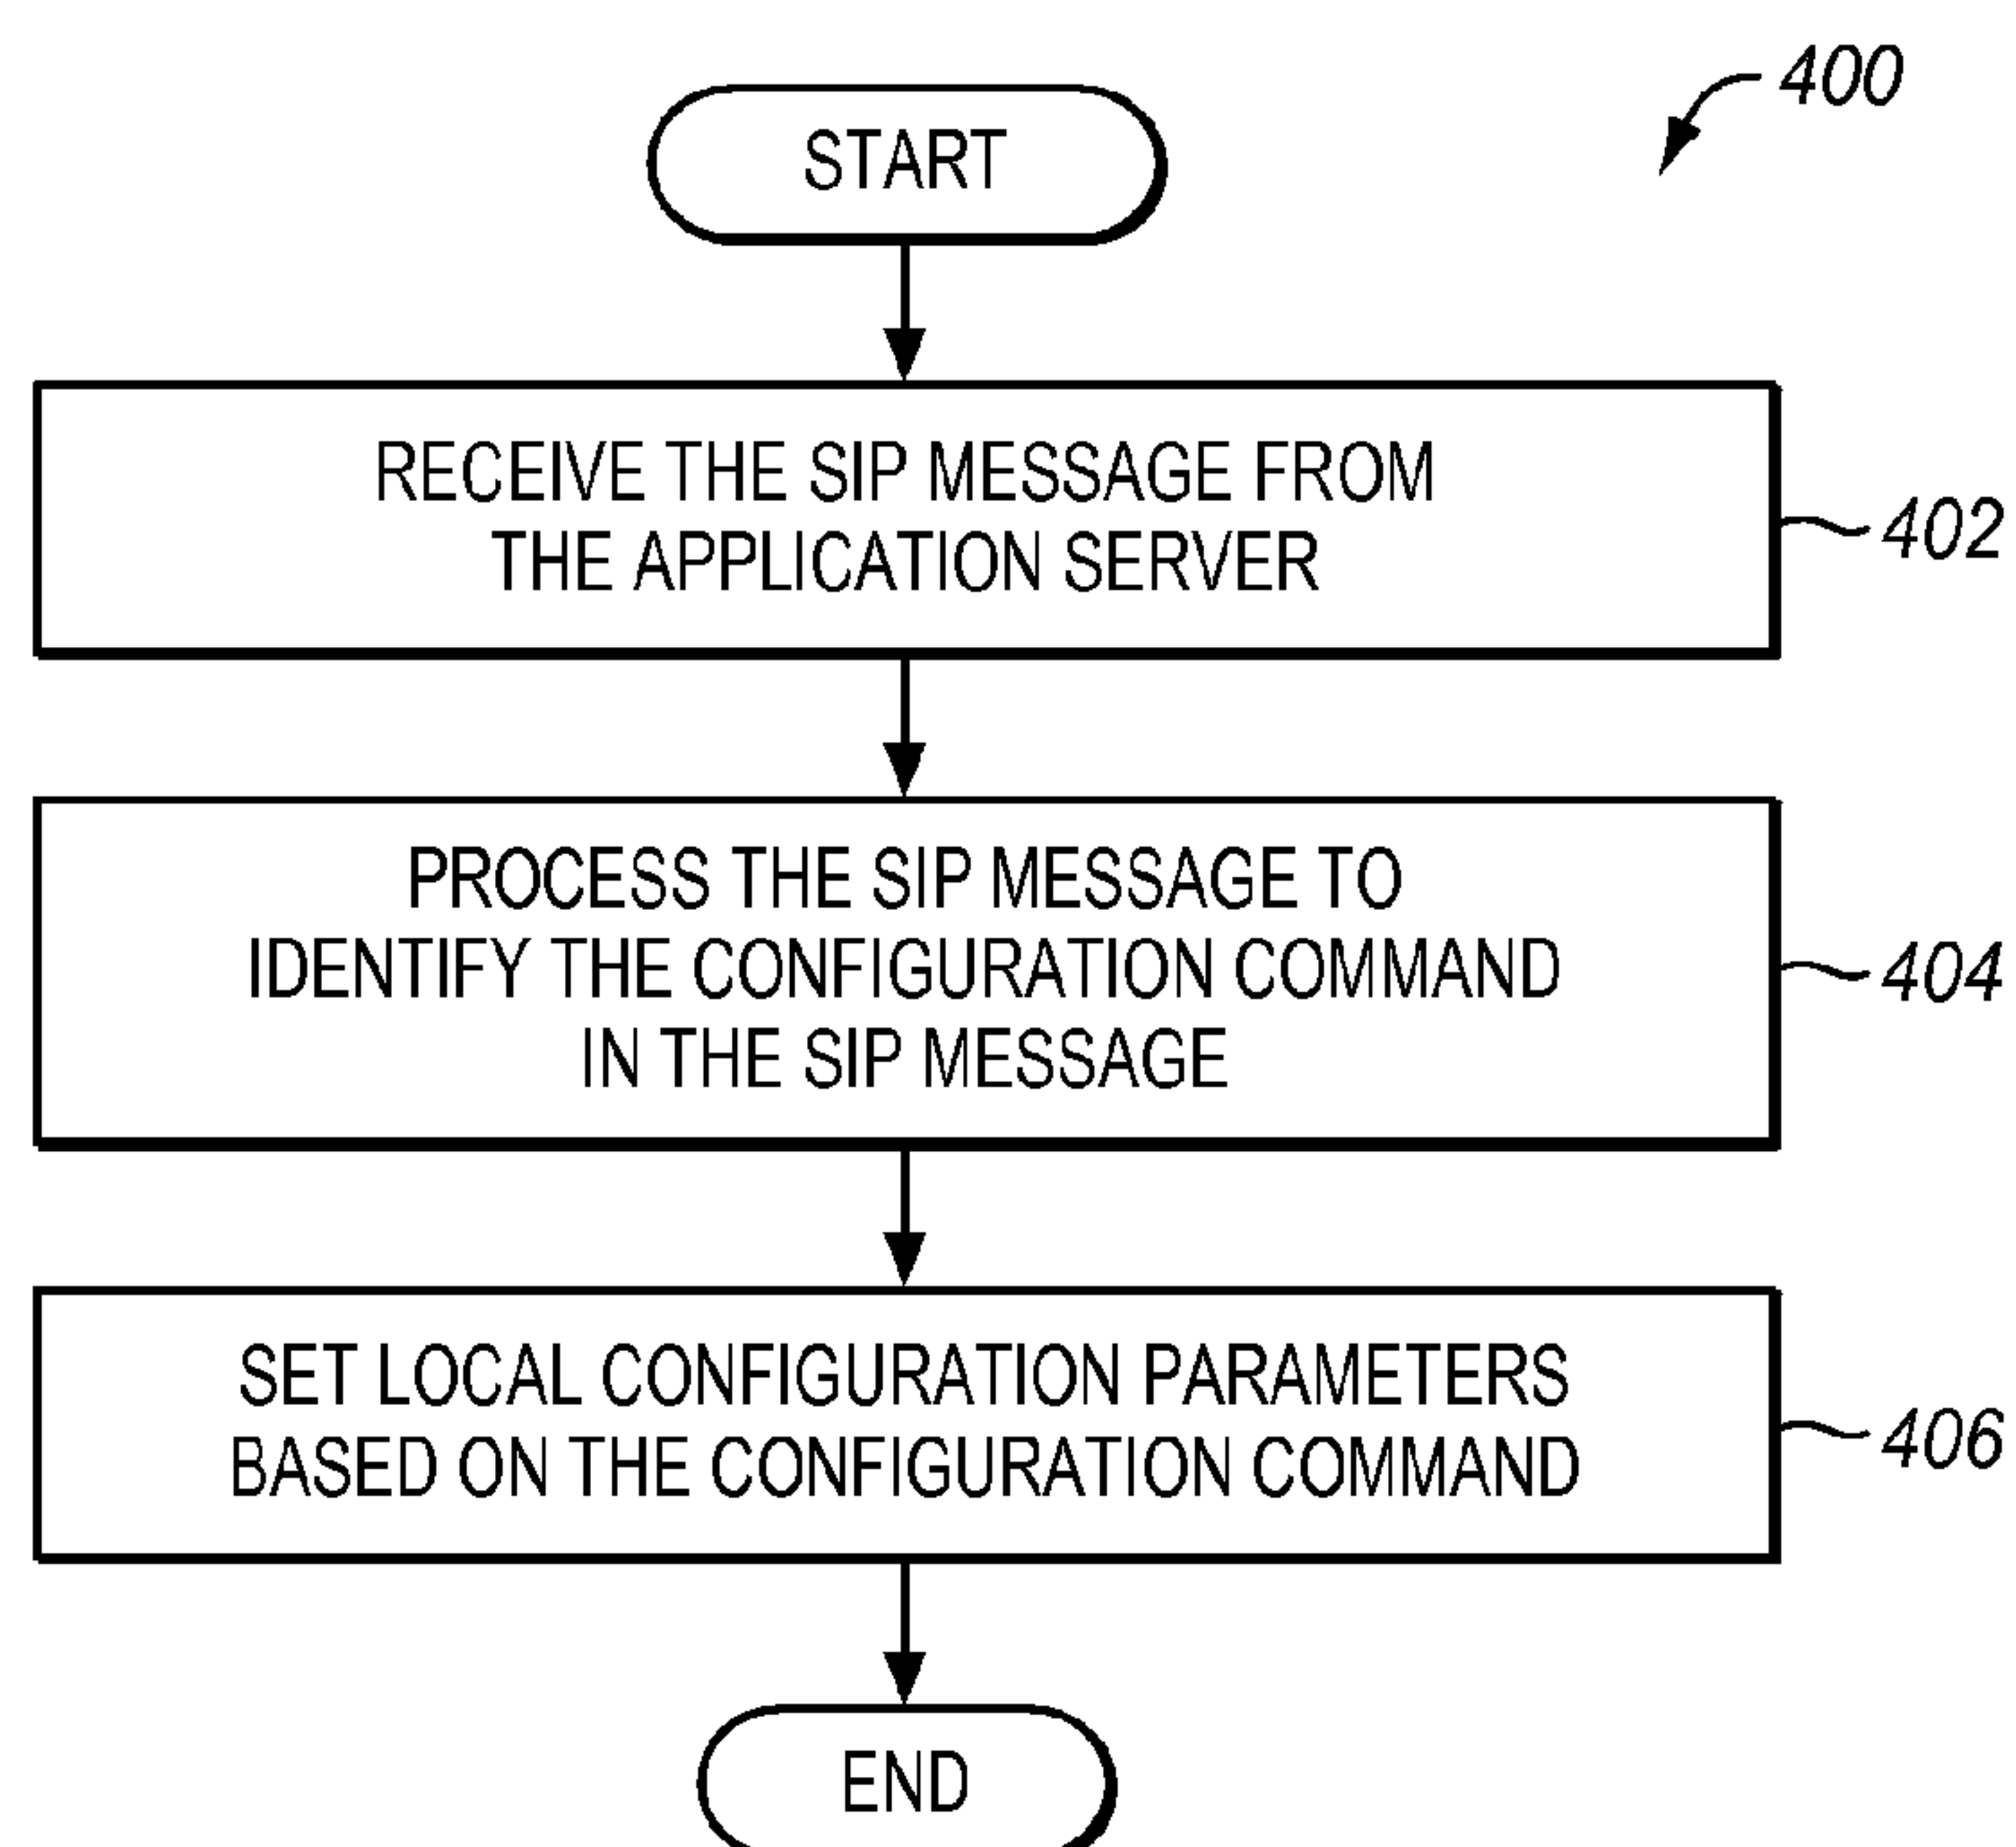 400
START
RECEIVE THE SIP MESSAGE FROM
THE APPLICATION SERVER
402
PROCESS THE SIP MESSAGE TO
IDENTIFY THE CONFIGURATION COMMAND
IN THE SIP MESSAGE
404
SET LOCAL CONFIGURATION PARAMETERS
BASED ON THE CONFIGURATION COMMAND
406
END